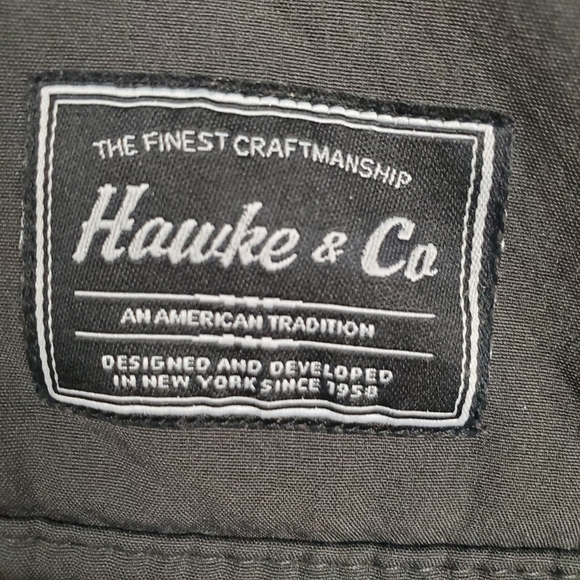 THE FINEST CRAFTMANSHIP
Hawke & Co
AN AMERICAN TRADITION
DESIGNED AND DEVELOPED
IN NEW YORK SINCE 1958